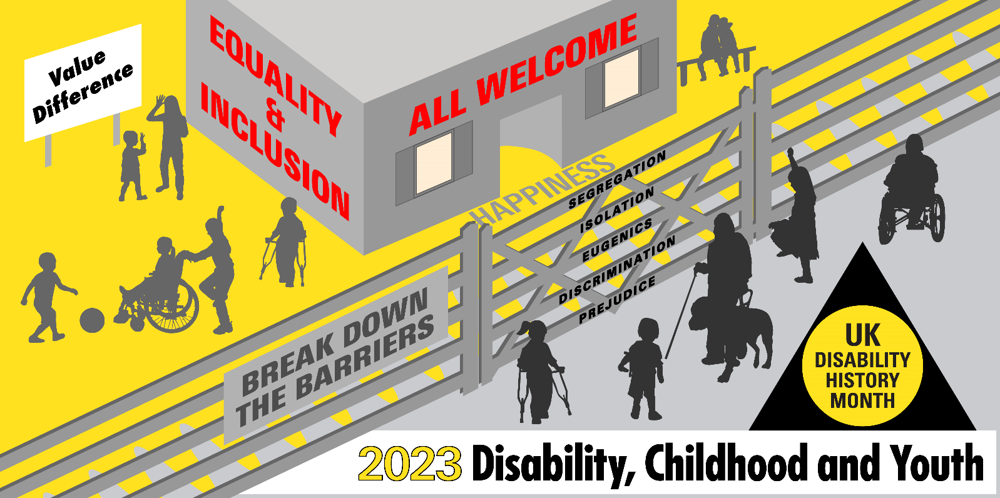 Value
Difference
EQUALITY
&
INCLUSION
ALL WELCOME
HAPPINESS
SEGREGATION
ISOLATION
EUGENICS
DISCRIMINATION
PREJUDICE
BREAK DOWN
THE BARRIERS
UK
DISABILITY
HISTORY
MONTH
2023 Disability, Childhood and Youth